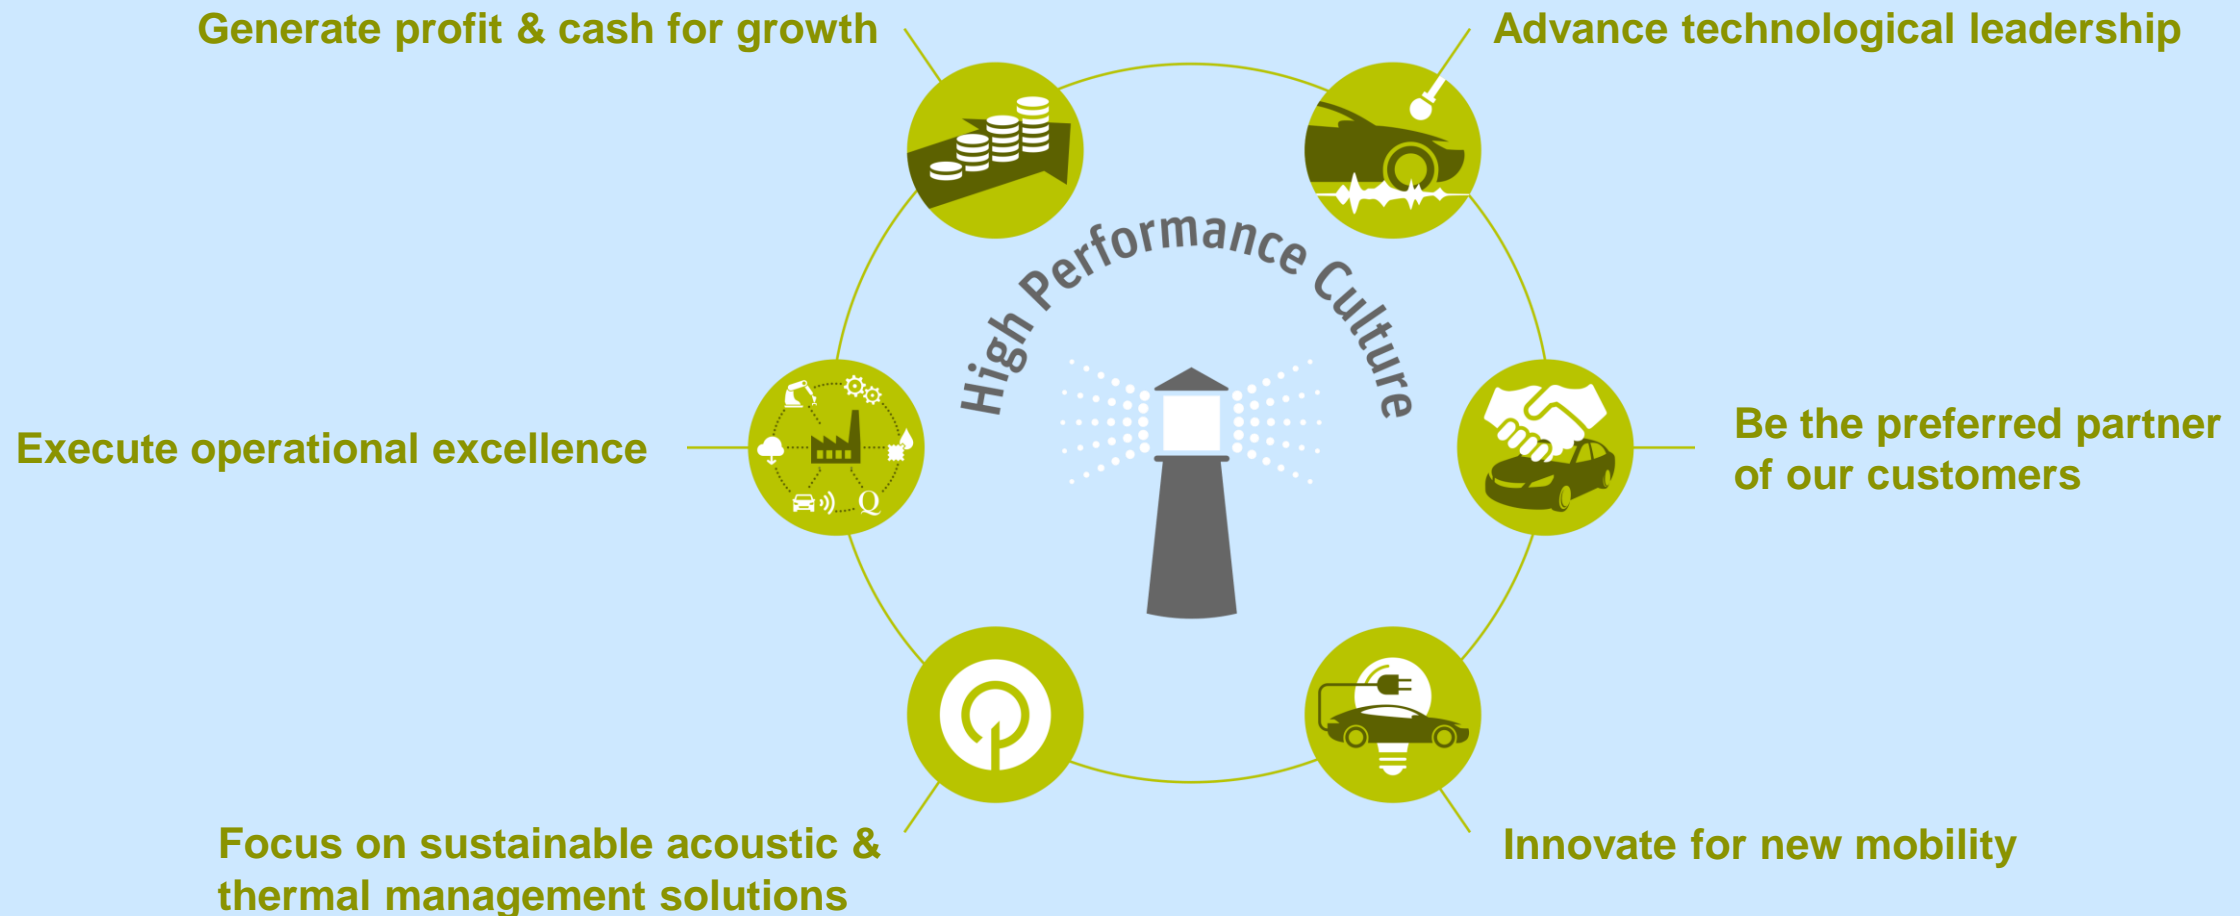 Generate profit & cash for growth
Advance technological leadership
High Performance Culture
Execute operational excellence
Be the preferred partner
of our customers
Q
Focus on sustainable acoustic &
thermal management solutions
Innovate for new mobility